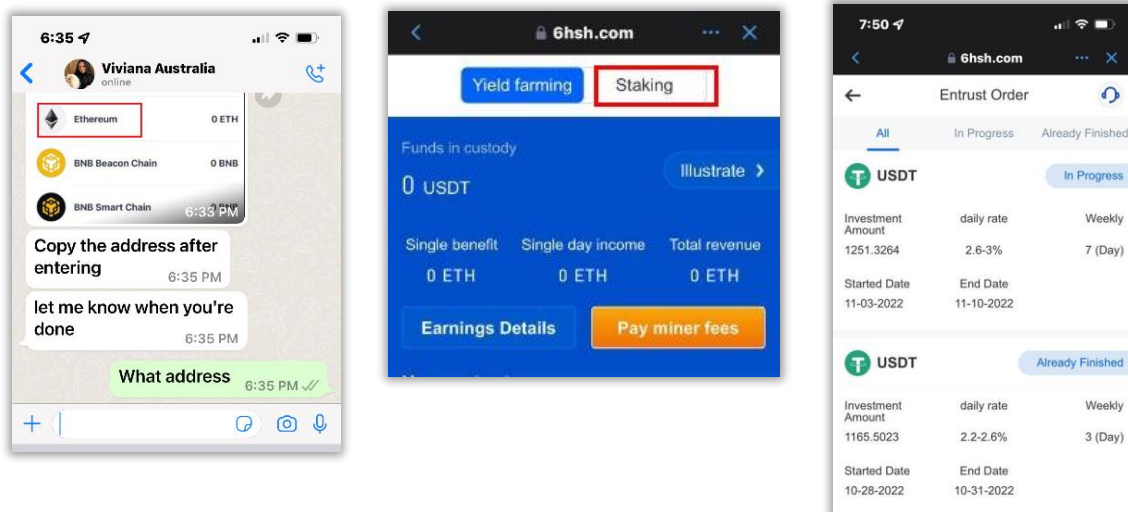 6:35
Viviana Australia
online
Ethereum 0 ETH
BNB Beacon Chain 0 BNB
BNB Smart Chain
6:33 PM
Copy the address after
entering
6:35 PM
let me know when you're
done
6:35 PM
What address 6:35 PM
6hsh.com
Yield farming Staking
Funds in custody
0 USDT
Illustrate
Single benefit Single day income Total revenue
0 ETH 0 ETH 0 ETH
Earnings Details Pay miner fees
7:50
6hsh.com
Entrust Order
All In Progress Already Finished
USDT In Progress
Investment daily rate Weekly
Amount
1251.3264 2.6-3% 7 (Day)
Started Date End Date
11-03-2022 11-10-2022
USDT Already Finished
Investment daily rate Weekly
Amount
1165.5023 2.2-2.6% 3 (Day)
Started Date End Date
10-28-2022 10-31-2022